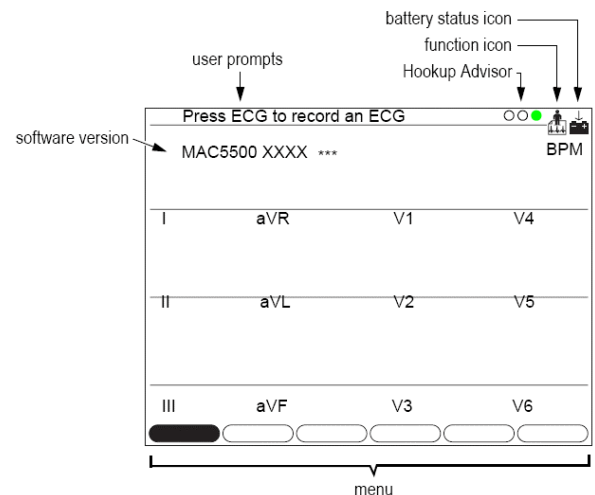 battery status icon
function icon
user prompts
Hookup Advisor
Press ECG to record an ECG
software version
MAC5500 XXXX ***
BPM
I aVR V1 V4
II aVL V2 V5
III aVF V3 V6
menu